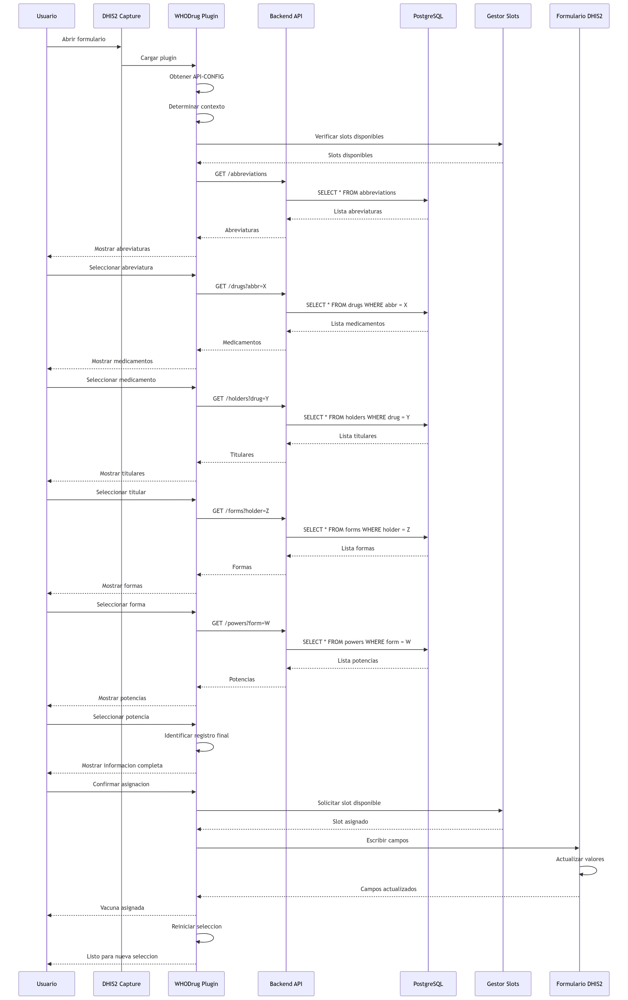 Usuario
DHIS2 Capture
WHODrug Plugin
Backend API
PostgreSQL
Gestor Slots
Formulario DHIS2
Abrir formulario
Cargar plugin
Obtener API-CONFIG
Determinar contexto
Verificar slots disponibles
Slots disponibles
GET /abbreviations
SELECT * FROM abbreviations
Lista abreviaturas
Abreviaturas
Mostrar abreviaturas
Seleccionar abreviatura
GET /drugs?abbr=X
SELECT * FROM drugs WHERE abbr = X
Lista medicamentos
Medicamentos
Mostrar medicamentos
Seleccionar medicamento
GET /holders?drug=Y
SELECT * FROM holders WHERE drug = Y
Lista titulares
Titulares
Mostrar titulares
Seleccionar titular
GET /forms?holder=Z
SELECT * FROM forms WHERE holder = Z
Lista formas
Formas
Mostrar formas
Seleccionar forma
GET /powers?form=W
SELECT * FROM powers WHERE form = W
Lista potencias
Potencias
Mostrar potencias
Seleccionar potencia
Identificar registro final
Mostrar informacion completa
Confirmar asignacion
Solicitar slot disponible
Slot asignado
Escribir campos
Actualizar valores
Campos actualizados
Vacuna asignada
Reiniciar seleccion
Listo para nueva seleccion
Usuario
DHIS2 Capture
WHODrug Plugin
Backend API
PostgreSQL
Gestor Slots
Formulario DHIS2